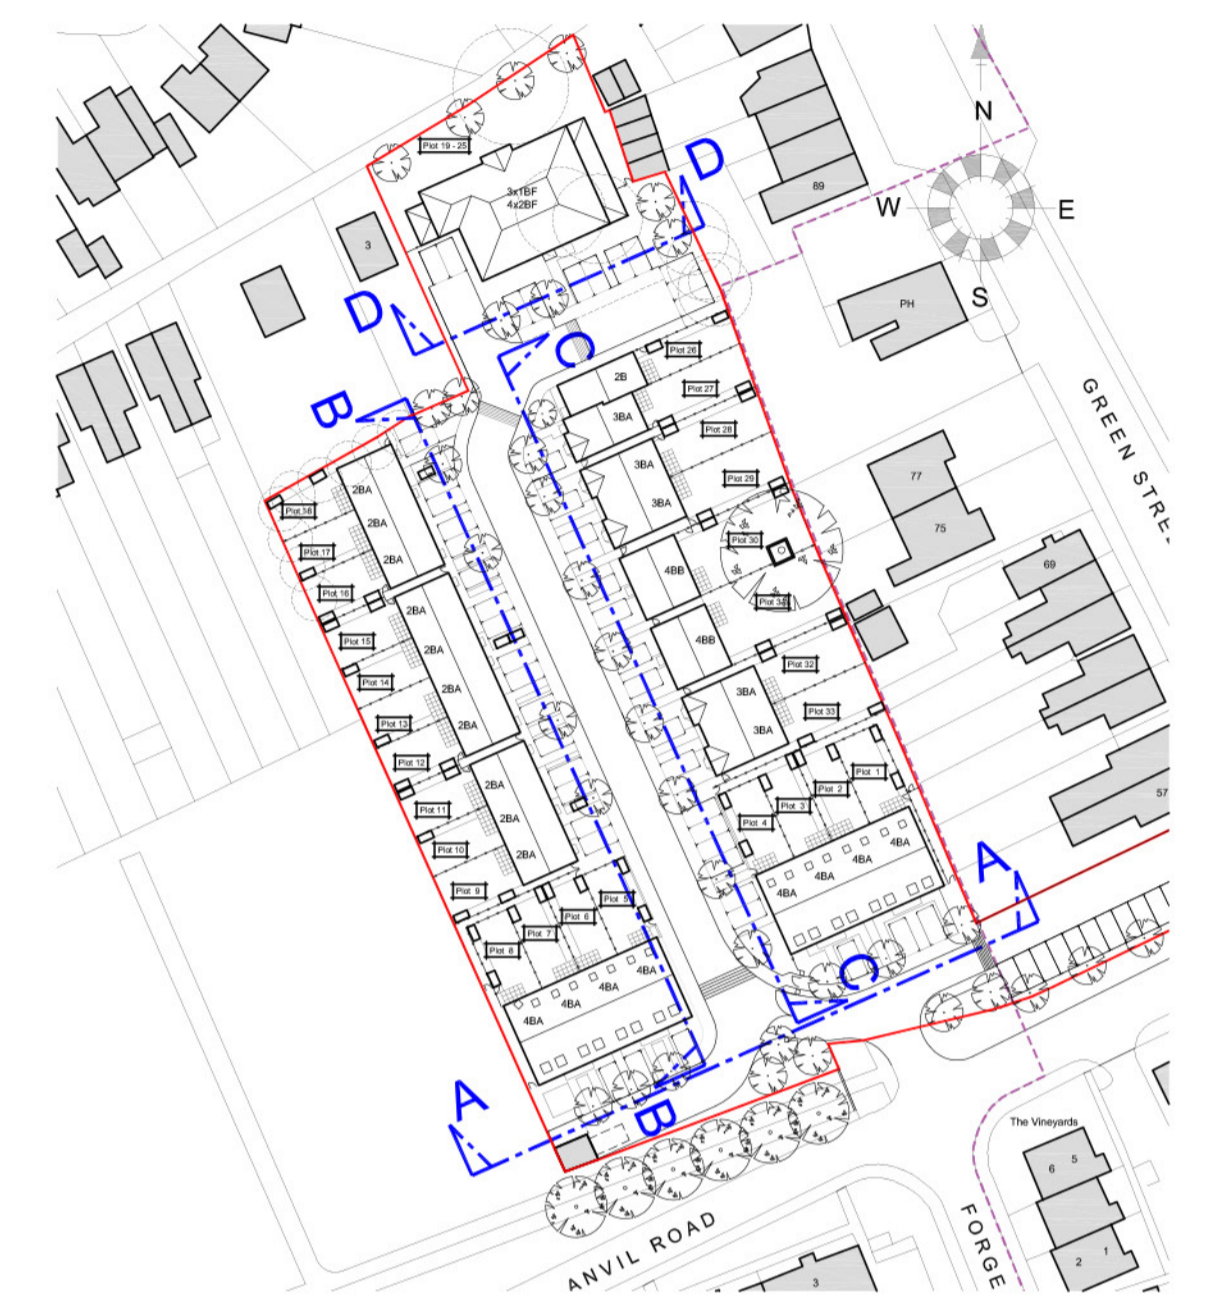 N
W
E
S
D
D
B
C
A
A
B
C
Plot 19 - 25
3x1BF
4x2BF
3
89
PH
GREEN STREE
77
75
69
57
Plot 26
2B
Plot 27
3BA
Plot 28
3BA
Plot 29
3BA
Plot 30
4BB
4BB
Plot 32
3BA
Plot 33
3BA
Plot 1
Plot 2
Plot 3
Plot 4
4BA
4BA
4BA
4BA
2BA
2BA
2BA
Plot 17
Plot 16
Plot 15
2BA
2BA
Plot 14
2BA
Plot 13
2BA
Plot 12
Plot 11
2BA
2BA
Plot 10
2BA
Plot 9
Plot 5
Plot 6
Plot 7
Plot 8
4BA
4BA
4BA
4BA
The Vineyards
6
5
2
1
3
ANVIL ROAD
FORGE